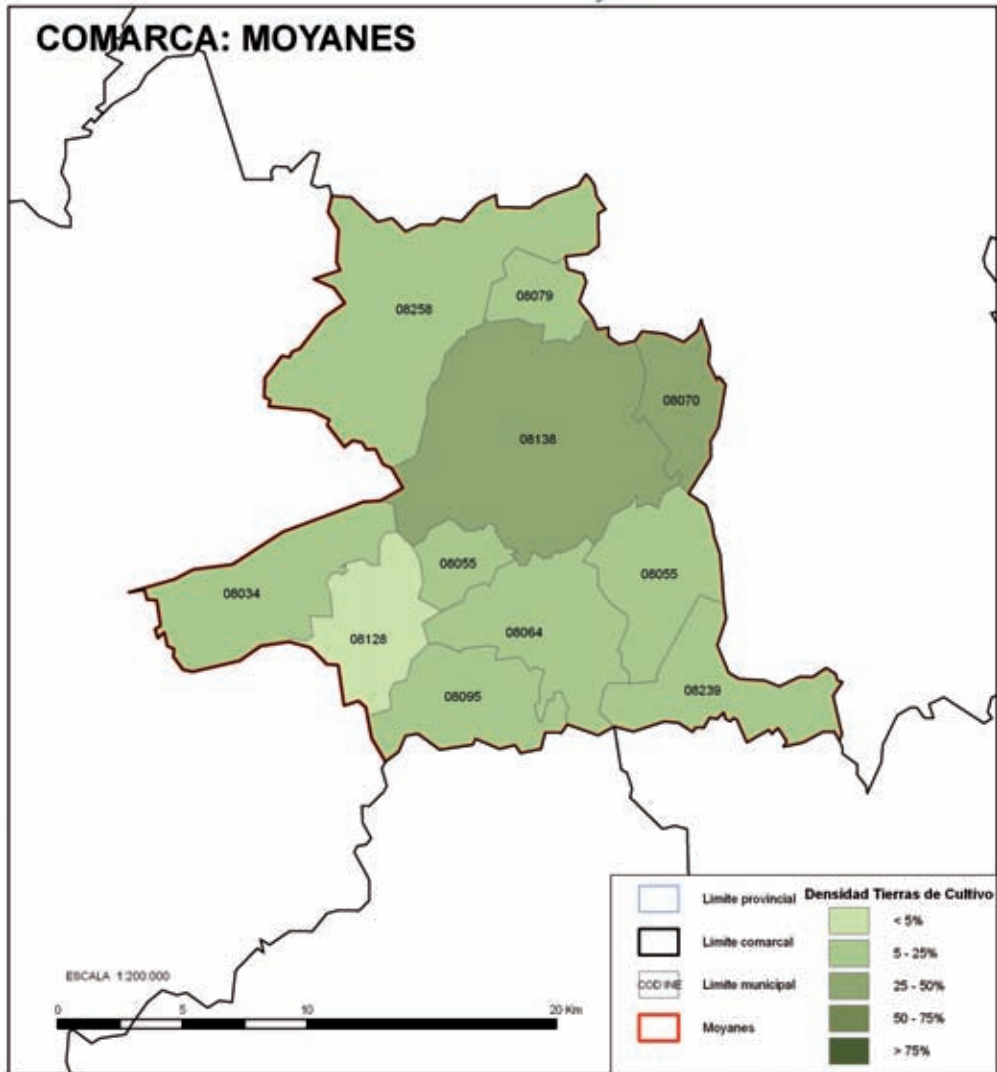 COMARCA: MOYANES
08258
08079
08070
08138
08055
08055
08034
08064
08128
08095
08239
ESCALA 1:200.000
0 5 10 20 Km
Limite provincial
Limite comarcal
COD INE Limite municipal
Moyanes
Densidad Tierras de Cultivo
< 5%
5 - 25%
25 - 50%
50 - 75%
> 75%